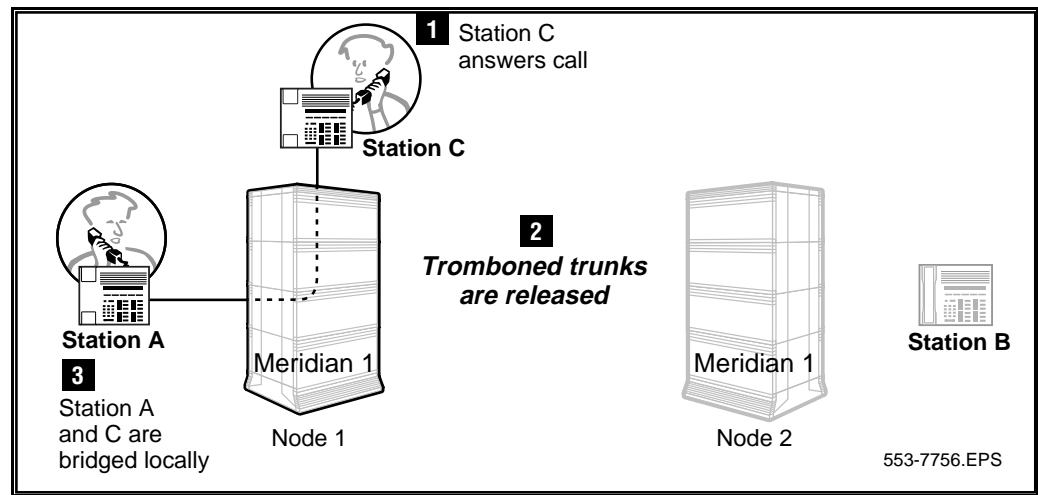 1 Station C
answers call
Station C
2
Tromboned trunks
are released
Station A
Station B
3
Station A
and C are
bridged locally
Meridian 1
Meridian 1
Node 1
Node 2
553-7756.EPS